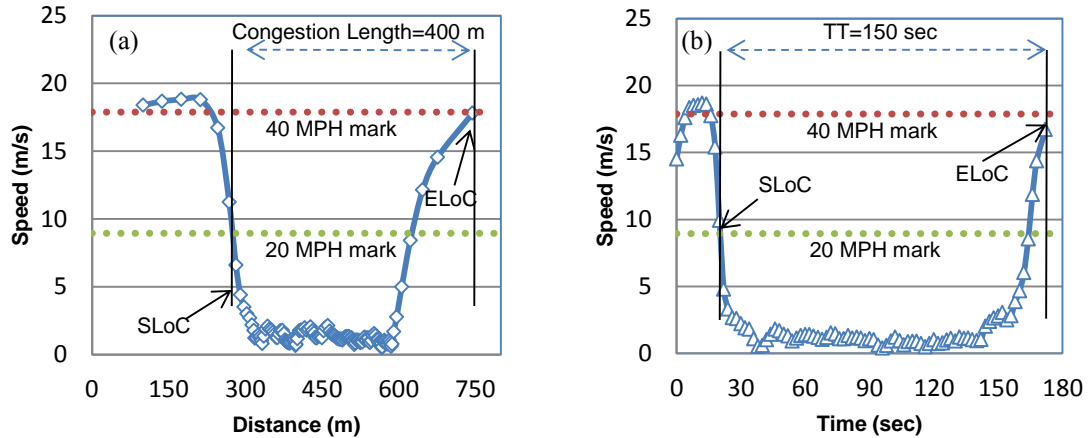 (a)
Congestion Length=400 m
25
20
15
10
5
0
Speed (m/s)
40 MPH mark
ELoC
20 MPH mark
SLoC
0 150 300 450 600 750
Distance (m)
(b)
TT=150 sec
25
20
15
10
5
0
Speed (m/s)
40 MPH mark
ELoC
SLoC
20 MPH mark
0 30 60 90 120 150 180
Time (sec)